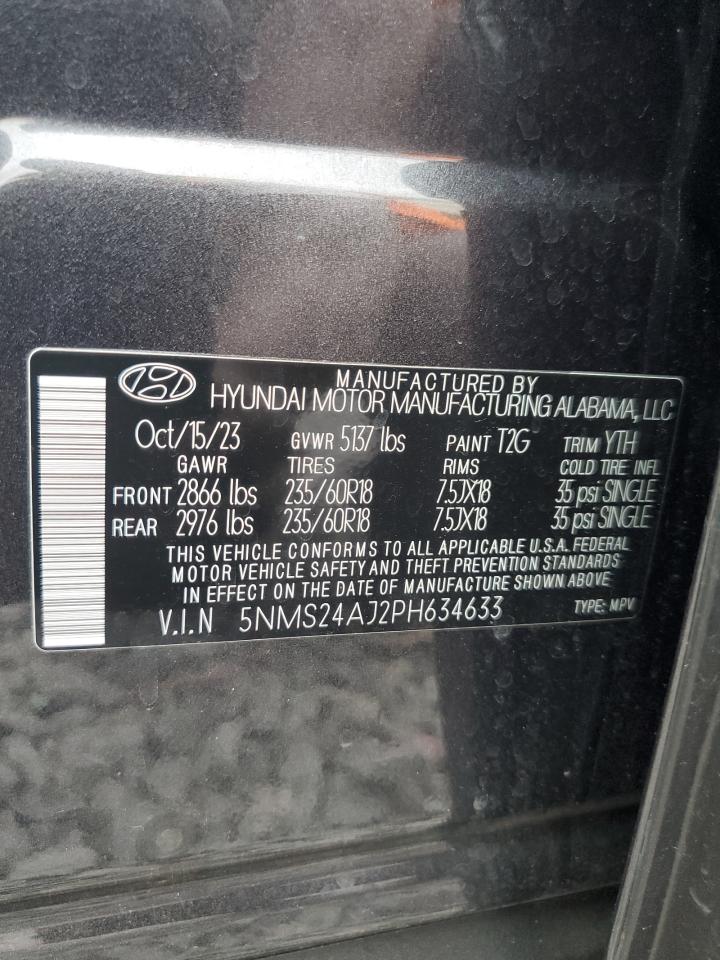 MANUFACTURED BY
HYUNDAI MOTOR MANUFACTURING ALABAMA, LLC
Oct/15/23 GVWR 5137 lbs PAINT T2G TRIM YTH
GAWR TIRES RIMS COLD TIRE INFL
FRONT 2866 lbs 235/60R18 7.5JX18 35 psi SINGLE
REAR 2976 lbs 235/60R18 7.5JX18 35 psi SINGLE
THIS VEHICLE CONFORMS TO ALL APPLICABLE U.S.A. FEDERAL
MOTOR VEHICLE SAFETY AND THEFT PREVENTION STANDARDS
IN EFFECT ON THE DATE OF MANUFACTURE SHOWN ABOVE
V.I.N 5NMS24AJ2PH634633 TYPE: MPV